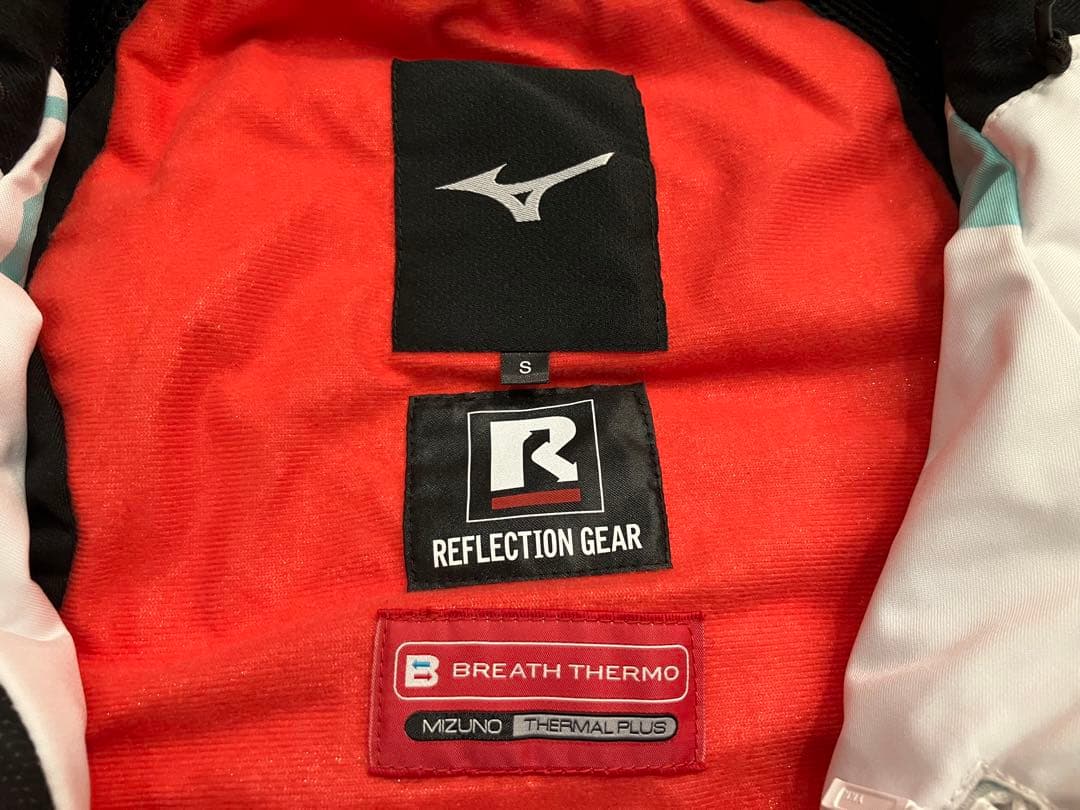 S
R
REFLECTION GEAR
B BREATH THERMO
MIZUNO THERMAL PLUS